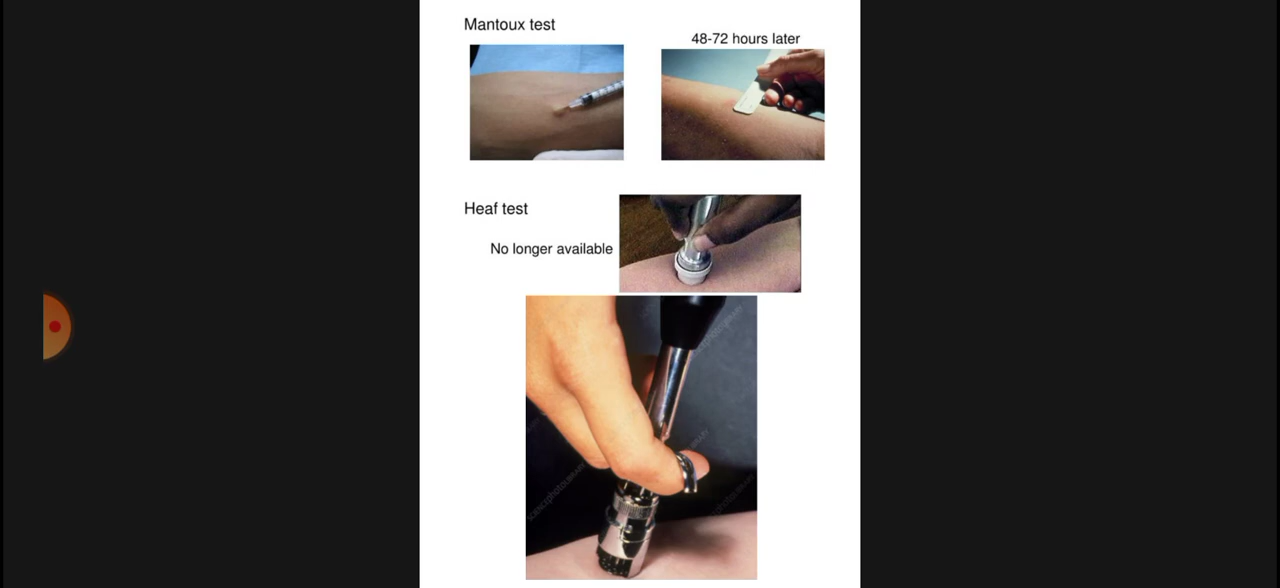 Mantoux test
48-72 hours later
Heaf test
No longer available